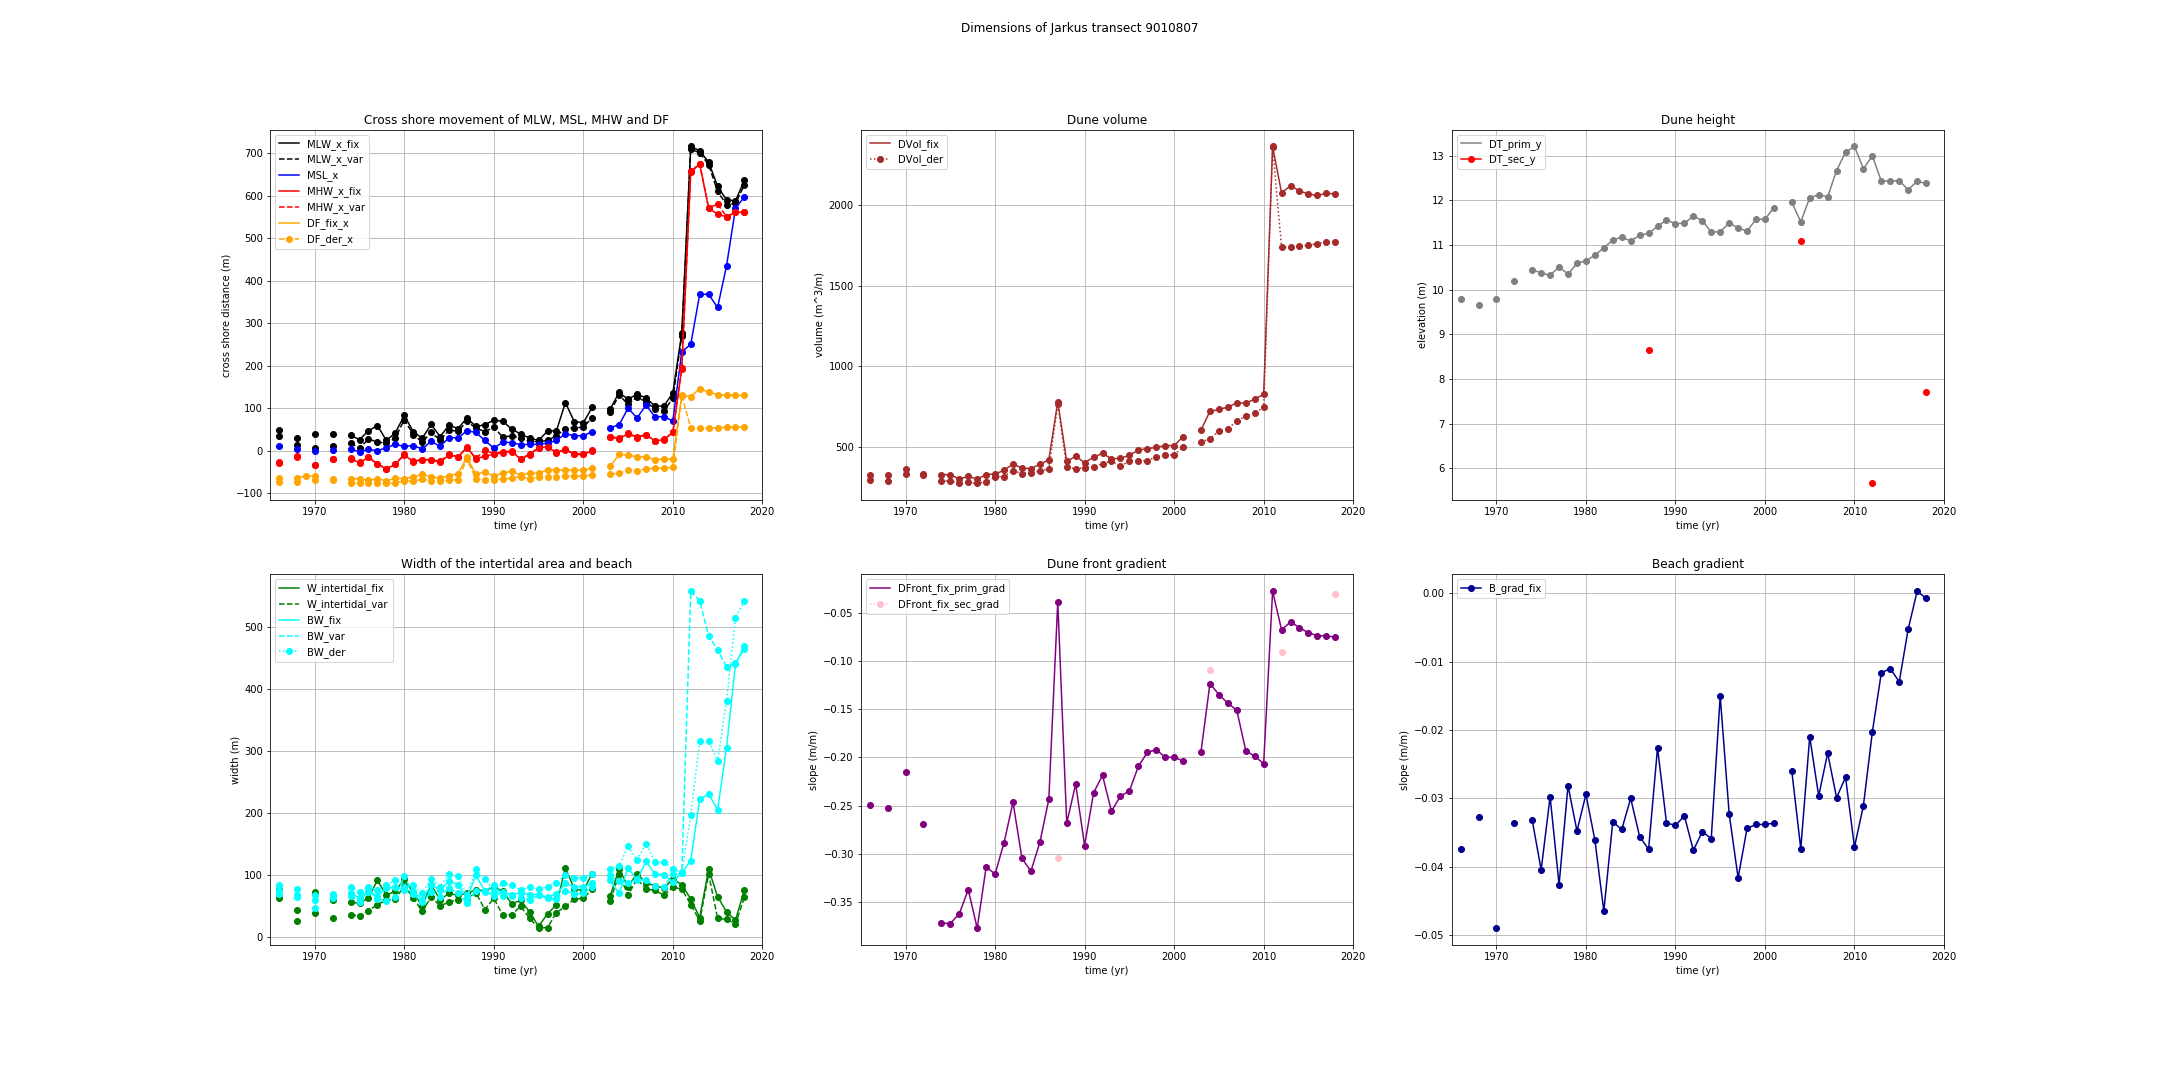 Dimensions of Jarkus transect 9010807
Cross shore movement of MLW, MSL, MHW and DF
cross shore distance (m)
700
600
500
400
300
200
100
0
−100
MLW_x_fix
MLW_x_var
MSL_x
MHW_x_fix
MHW_x_var
DF_fix_x
DF_der_x
1970 1980 1990 2000 2010 2020
time (yr)
Dune volume
volume (m^3/m)
2000
1500
1000
500
DVol_fix
DVol_der
1970 1980 1990 2000 2010 2020
time (yr)
Dune height
elevation (m)
13
12
11
10
9
8
7
6
DT_prim_y
DT_sec_y
1970 1980 1990 2000 2010 2020
time (yr)
Width of the intertidal area and beach
width (m)
500
400
300
200
100
0
W_intertidal_fix
W_intertidal_var
BW_fix
BW_var
BW_der
1970 1980 1990 2000 2010 2020
time (yr)
Dune front gradient
slope (m/m)
−0.05
−0.10
−0.15
−0.20
−0.25
−0.30
−0.35
DFront_fix_prim_grad
DFront_fix_sec_grad
1970 1980 1990 2000 2010 2020
time (yr)
Beach gradient
slope (m/m)
0.00
−0.01
−0.02
−0.03
−0.04
−0.05
B_grad_fix
1970 1980 1990 2000 2010 2020
time (yr)